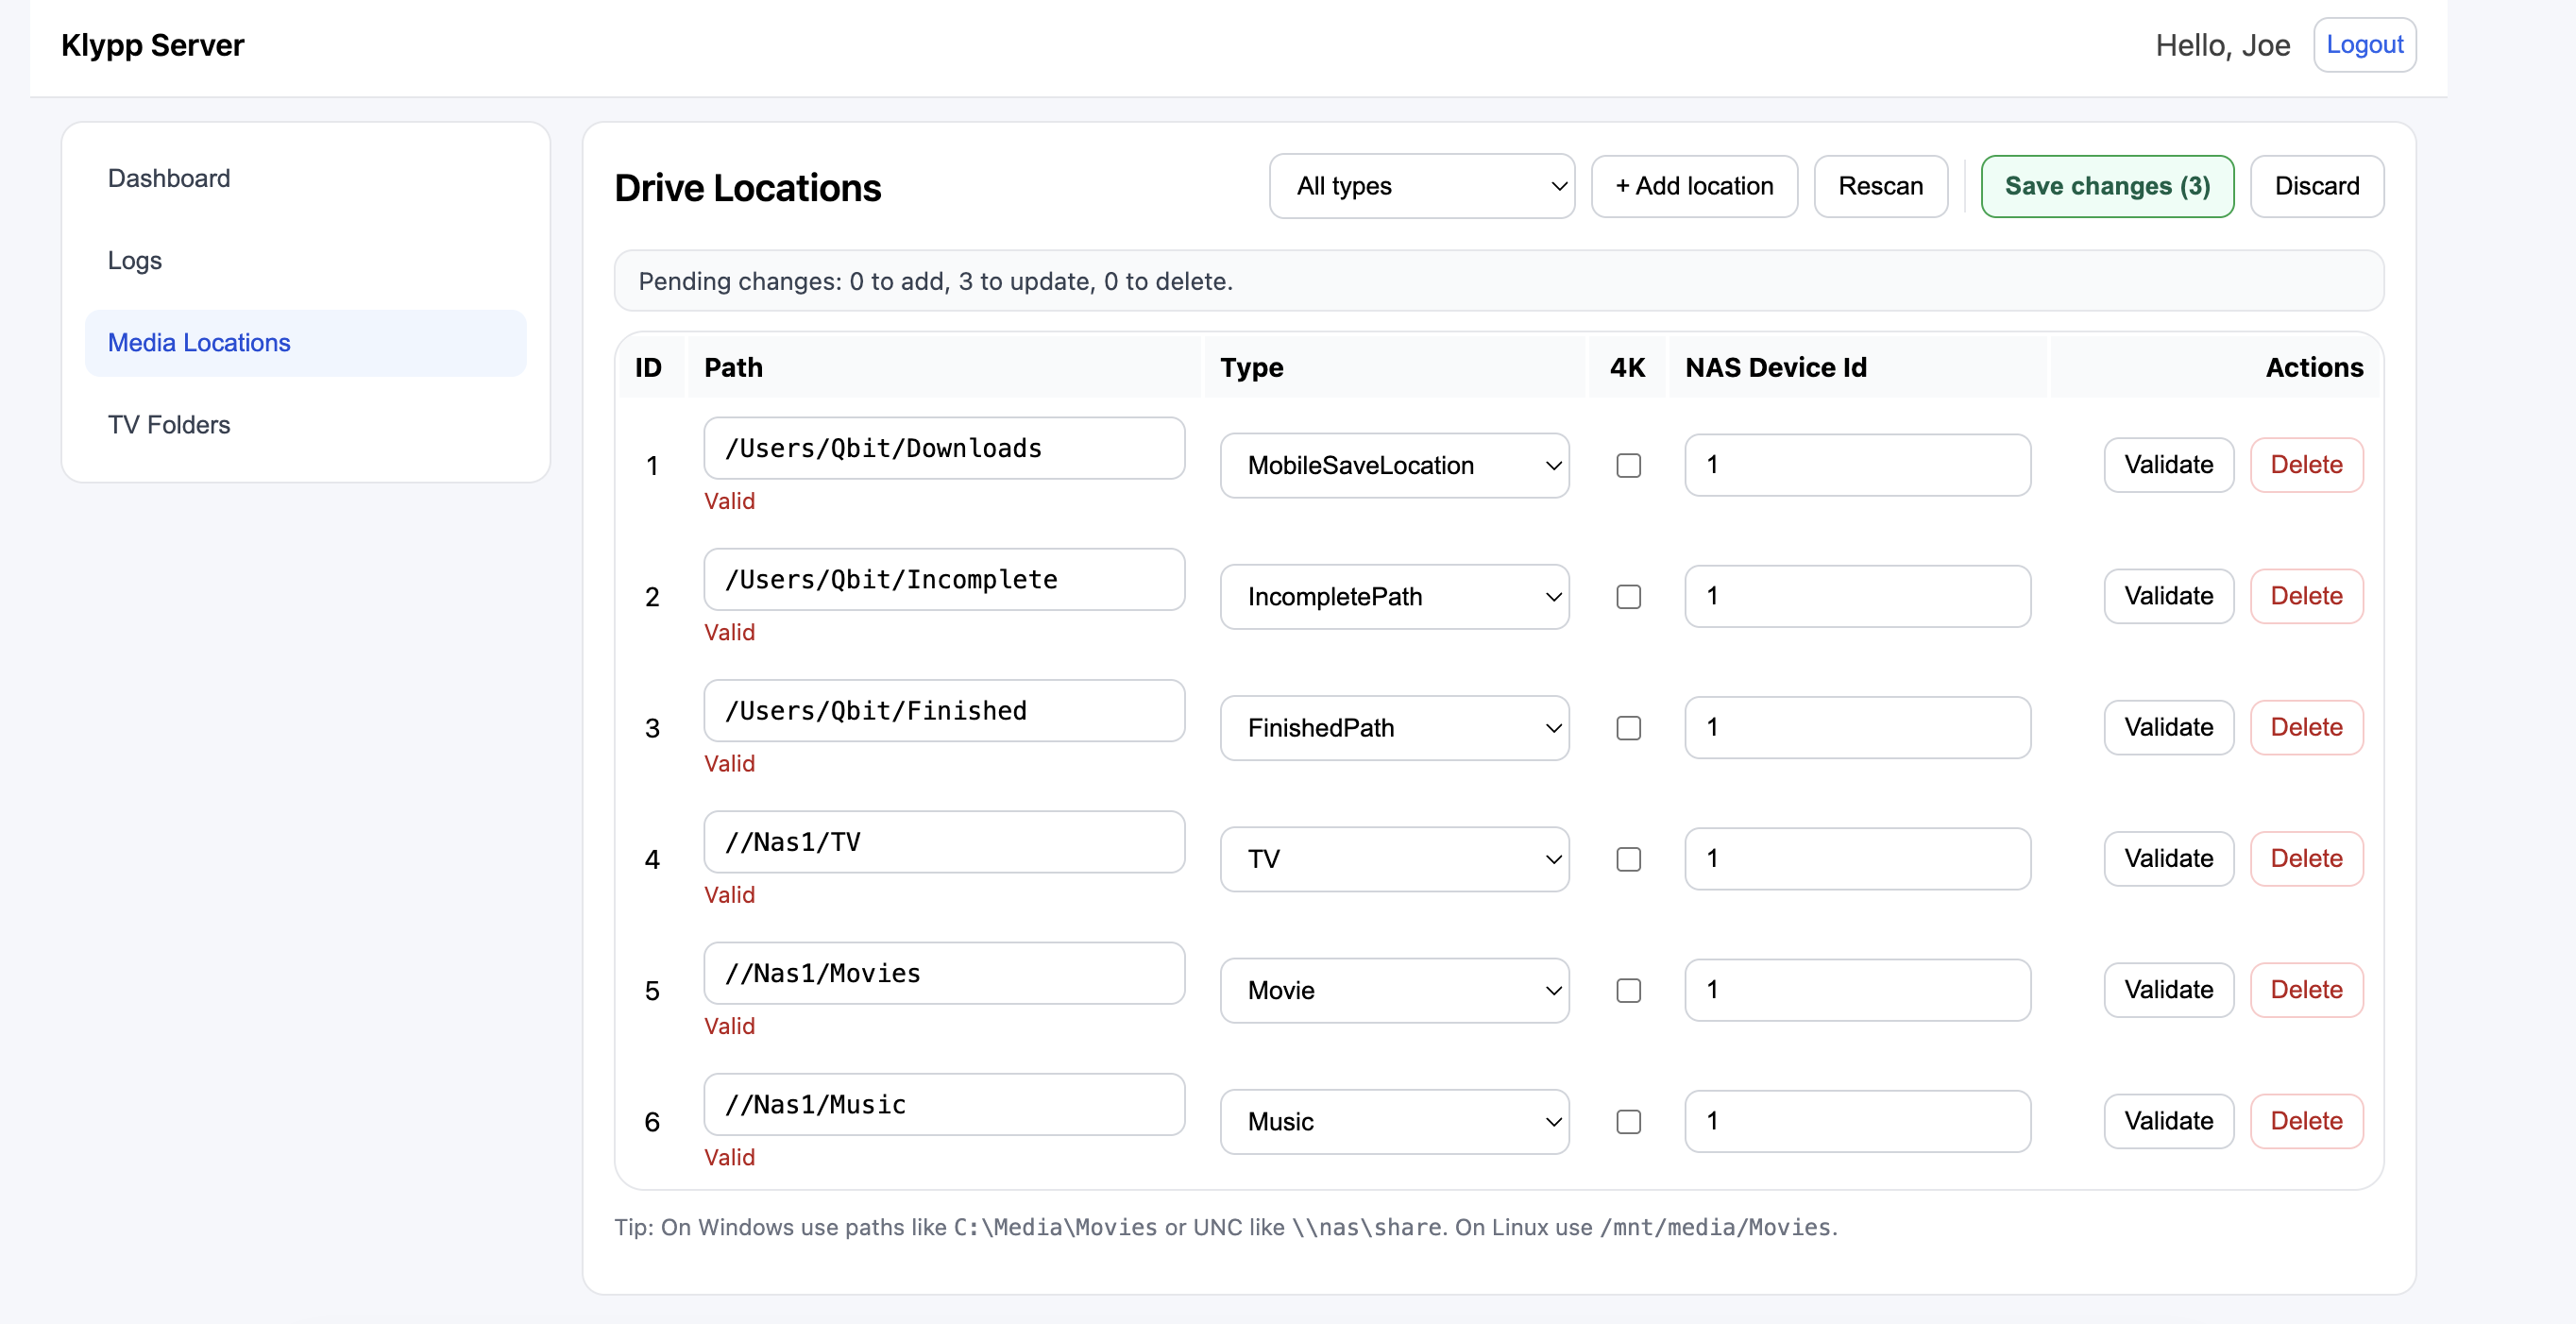 Klypp Server
Hello, Joe
Logout
Dashboard
Logs
Media Locations
TV Folders
Drive Locations
All types
+ Add location
Rescan
Save changes (3)
Discard
Pending changes: 0 to add, 3 to update, 0 to delete.
ID Path Type 4K NAS Device Id Actions
1 /Users/Qbit/Downloads MobileSaveLocation 1 Validate Delete
Valid
2 /Users/Qbit/Incomplete IncompletePath 1 Validate Delete
Valid
3 /Users/Qbit/Finished FinishedPath 1 Validate Delete
Valid
4 //Nas1/TV TV 1 Validate Delete
Valid
5 //Nas1/Movies Movie 1 Validate Delete
Valid
6 //Nas1/Music Music 1 Validate Delete
Valid
Tip: On Windows use paths like C:\Media\Movies or UNC like \\nas\share. On Linux use /mnt/media/Movies.